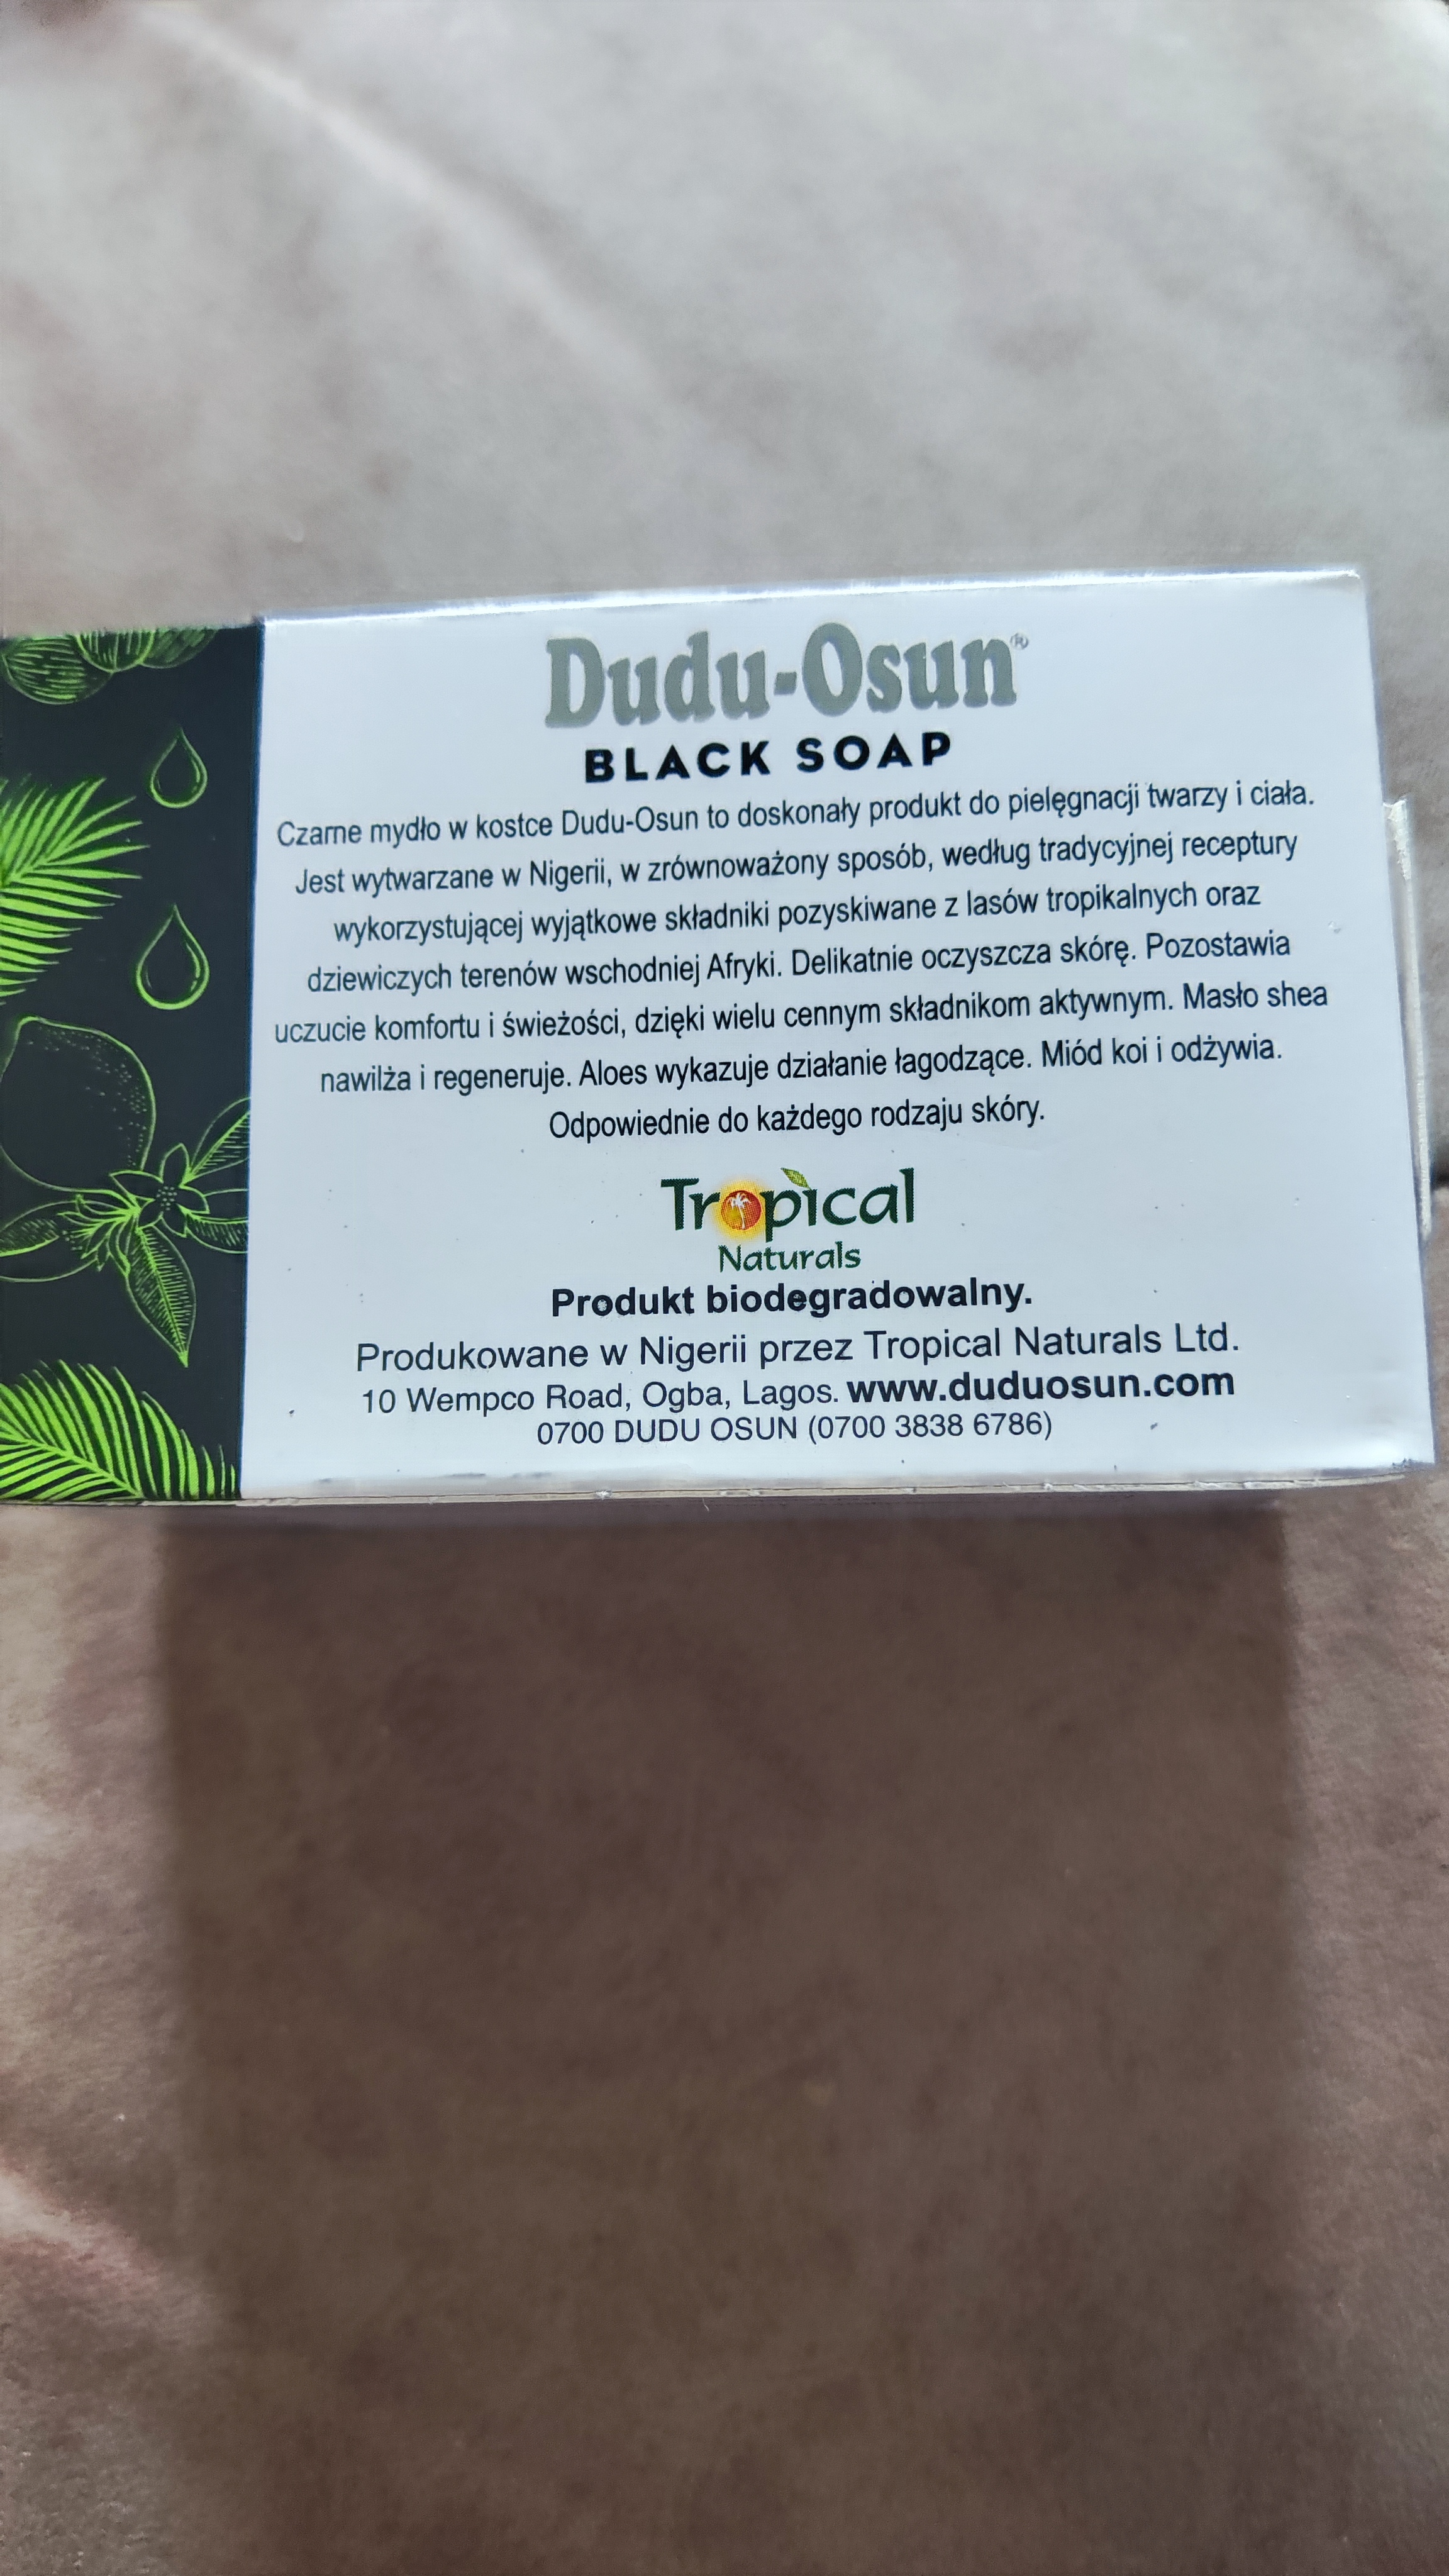 Dudu-Osun®
BLACK SOAP
Czarne mydło w kostce Dudu-Osun to doskonały produkt do pielęgnacji twarzy i ciała.
Jest wytwarzane w Nigerii, w zrównoważony sposób, według tradycyjnej receptury
wykorzystującej wyjątkowe składniki pozyskiwane z lasów tropikalnych oraz
dziewiczych terenów wschodniej Afryki. Delikatnie oczyszcza skórę. Pozostawia
uczucie komfortu i świeżości, dzięki wielu cennym składnikom aktywnym. Masło shea
nawilża i regeneruje. Aloes wykazuje działanie łagodzące. Miód koi i odżywia.
Odpowiednie do każdego rodzaju skóry.
Tropical
Naturals
Produkt biodegradowalny.
Produkowane w Nigerii przez Tropical Naturals Ltd.
10 Wempco Road, Ogba, Lagos. www.duduosun.com
0700 DUDU OSUN (0700 3838 6786)